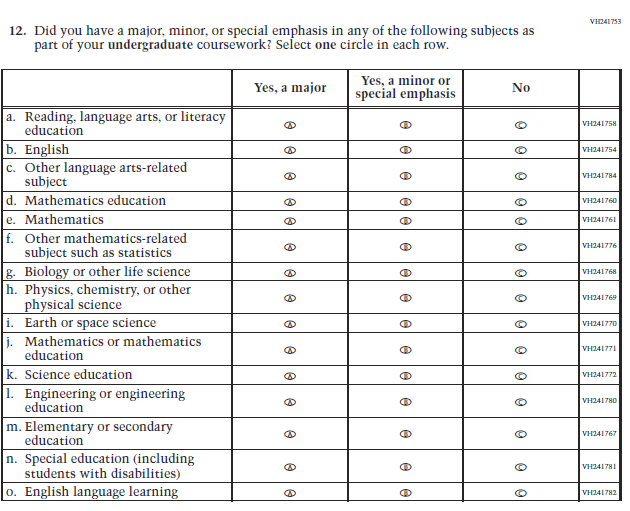 VH241753
12. Did you have a major, minor, or special emphasis in any of the following subjects as
part of your undergraduate coursework? Select one circle in each row.
Yes, a major
Yes, a minor or
special emphasis
No
a. Reading, language arts, or literacy
education
A B C VH241758
b. English A B C VH241754
c. Other language arts-related
subject
A B C VH241784
d. Mathematics education A B C VH241760
e. Mathematics A B C VH241761
f. Other mathematics-related
subject such as statistics
A B C VH241776
g. Biology or other life science A B C VH241768
h. Physics, chemistry, or other
physical science
A B C VH241769
i. Earth or space science A B C VH241770
j. Mathematics or mathematics
education
A B C VH241771
k. Science education A B C VH241772
l. Engineering or engineering
education
A B C VH241780
m. Elementary or secondary
education
A B C VH241767
n. Special education (including
students with disabilities)
A B C VH241781
o. English language learning A B C VH241782